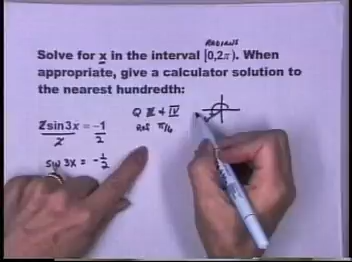 RADIANS
Solve for x in the interval [0,2π). When
appropriate, give a calculator solution to
the nearest hundredth:
2sin3x = -1
2 2
sin 3x = -1/2
Q III + IV
Ref π/6